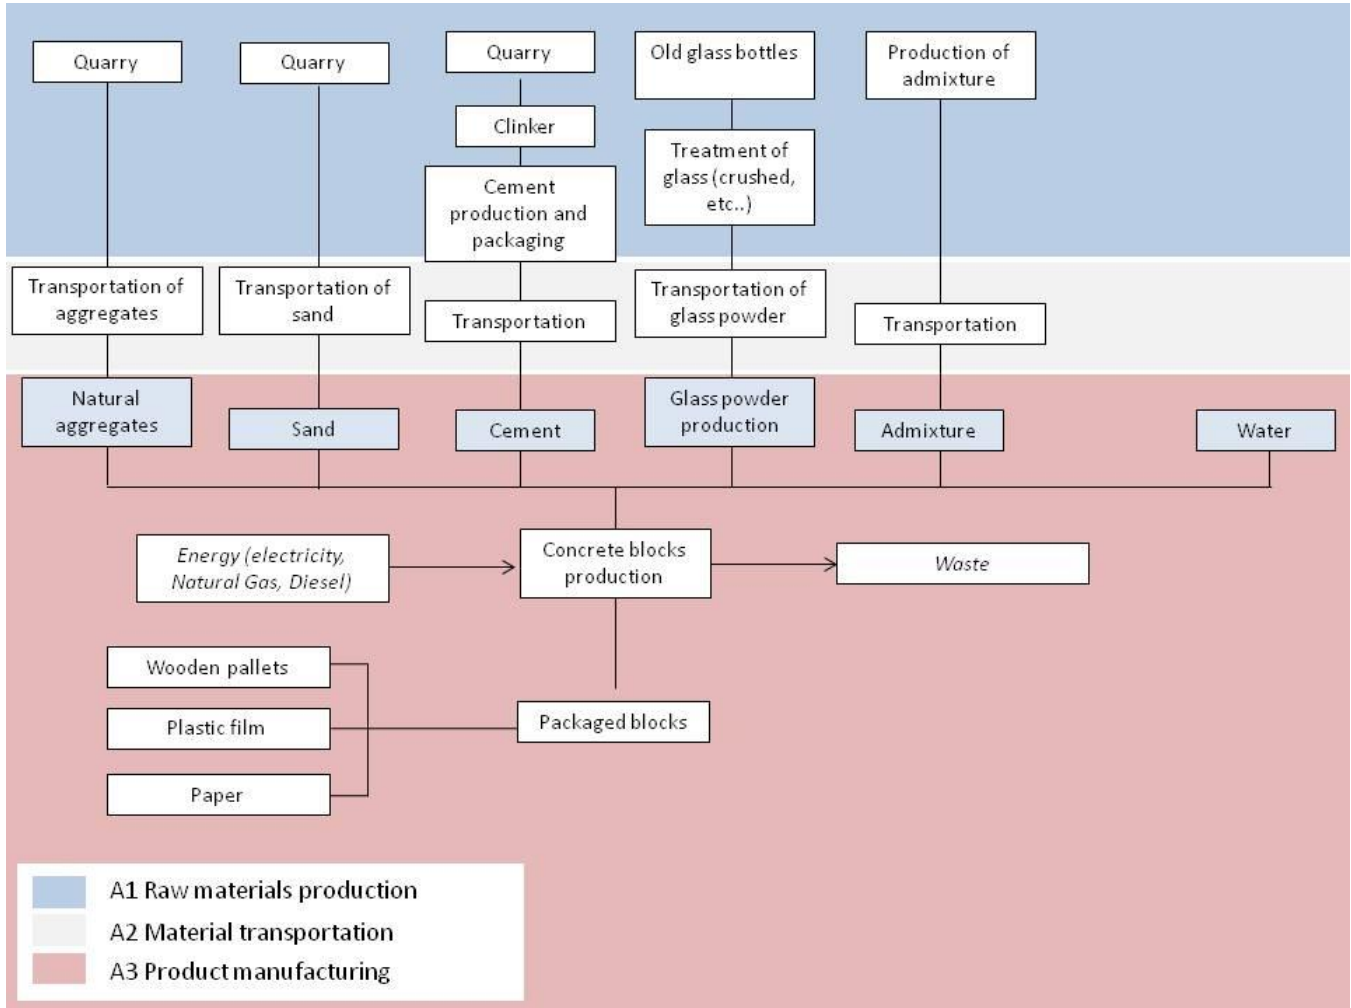 Quarry
Quarry
Quarry
Old glass bottles
Production of
admixture
Clinker
Treatment of
glass (crushed,
etc..)
Cement
production and
packaging
Transportation of
aggregates
Transportation of
sand
Transportation
Transportation of
glass powder
Transportation
Natural
aggregates
Sand
Cement
Glass powder
production
Admixture
Water
Energy (electricity,
Natural Gas, Diesel)
Concrete blocks
production
Waste
Wooden pallets
Plastic film
Packaged blocks
Paper
A1 Raw materials production
A2 Material transportation
A3 Product manufacturing